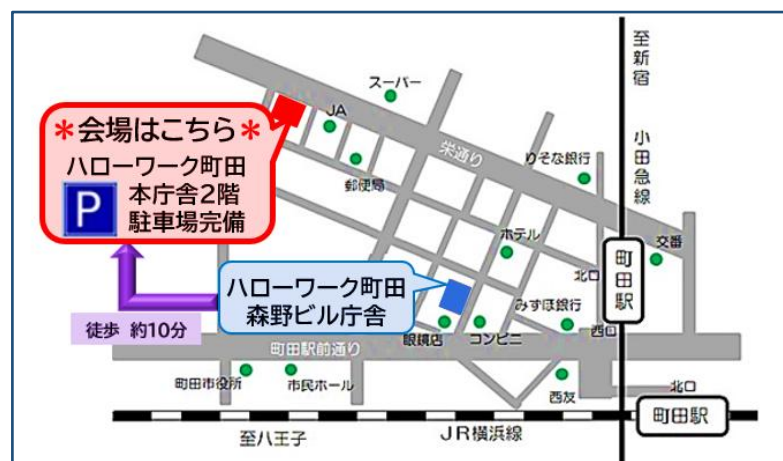 至新宿
小田急線
スーパー
JA
＊会場はこちら＊
ハローワーク町田
P
本庁舎2階
駐車場完備
郵便局
栄通り
りそな銀行
ホテル
交番
北口
町田駅
ハローワーク町田
森野ビル庁舎
みずほ銀行
西口
徒歩 約10分
眼鏡店
コンビニ
町田駅前通り
町田市役所
市民ホール
西友
北口
町田駅
至八王子
JR横浜線